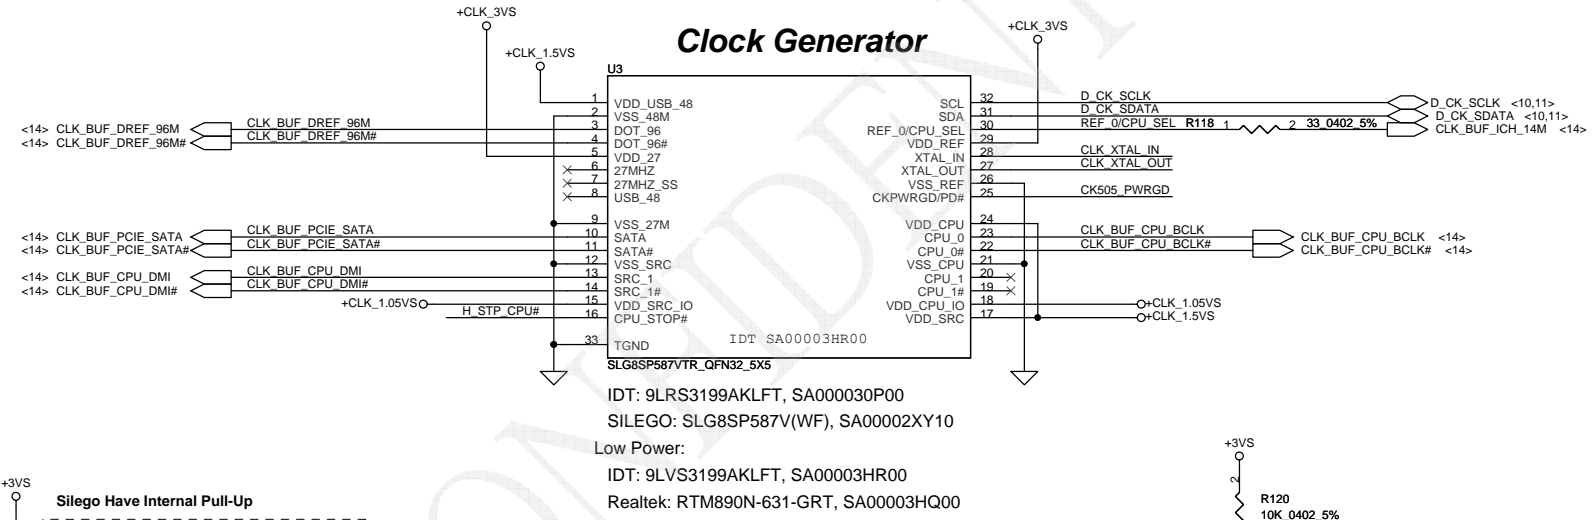 +CLK_3VS
+CLK_3VS
Clock Generator
+CLK_1.5VS
U3
1 VDD_USB_48 SCL 32 D_CK_SCLK D_CK_SCLK <10,11>
2 VSS_48M SDA 31 D_CK_SDATA D_CK_SDATA <10,11>
<14> CLK_BUF_DREF_96M CLK_BUF_DREF_96M 3 DOT_96 REF_0/CPU_SEL 30 REF_0/CPU_SEL R118 1 2 33_0402_5% CLK_BUF_ICH_14M <14>
<14> CLK_BUF_DREF_96M# CLK_BUF_DREF_96M# 4 DOT_96# VDD_REF 29
5 VDD_27 XTAL_IN 28 CLK_XTAL_IN
6 27MHZ XTAL_OUT 27 CLK_XTAL_OUT
7 27MHZ_SS VSS_REF 26
8 USB_48 CKPWRGD/PD# 25 CK505_PWRGD
9 VSS_27M VDD_CPU 24
<14> CLK_BUF_PCIE_SATA CLK_BUF_PCIE_SATA 10 SATA CPU_0 23 CLK_BUF_CPU_BCLK CLK_BUF_CPU_BCLK <14>
<14> CLK_BUF_PCIE_SATA# CLK_BUF_PCIE_SATA# 11 SATA# CPU_0# 22 CLK_BUF_CPU_BCLK# CLK_BUF_CPU_BCLK# <14>
12 VSS_SRC VSS_CPU 21
<14> CLK_BUF_CPU_DMI CLK_BUF_CPU_DMI 13 SRC_1 CPU_1 20
<14> CLK_BUF_CPU_DMI# CLK_BUF_CPU_DMI# 14 SRC_1# CPU_1# 19
+CLK_1.05VS 15 VDD_SRC_IO VDD_CPU_IO 18 +CLK_1.05VS
H_STP_CPU# 16 CPU_STOP# VDD_SRC 17 +CLK_1.5VS
33 TGND IDT SA00003HR00
SLG8SP587VTR_QFN32_5X5
IDT: 9LRS3199AKLFT, SA000030P00
SILEGO: SLG8SP587V(WF), SA00002XY10
Low Power:
IDT: 9LVS3199AKLFT, SA00003HR00
Realtek: RTM890N-631-GRT, SA00003HQ00
+3VS
Silego Have Internal Pull-Up
+3VS
2
R120
10K_0402_5%